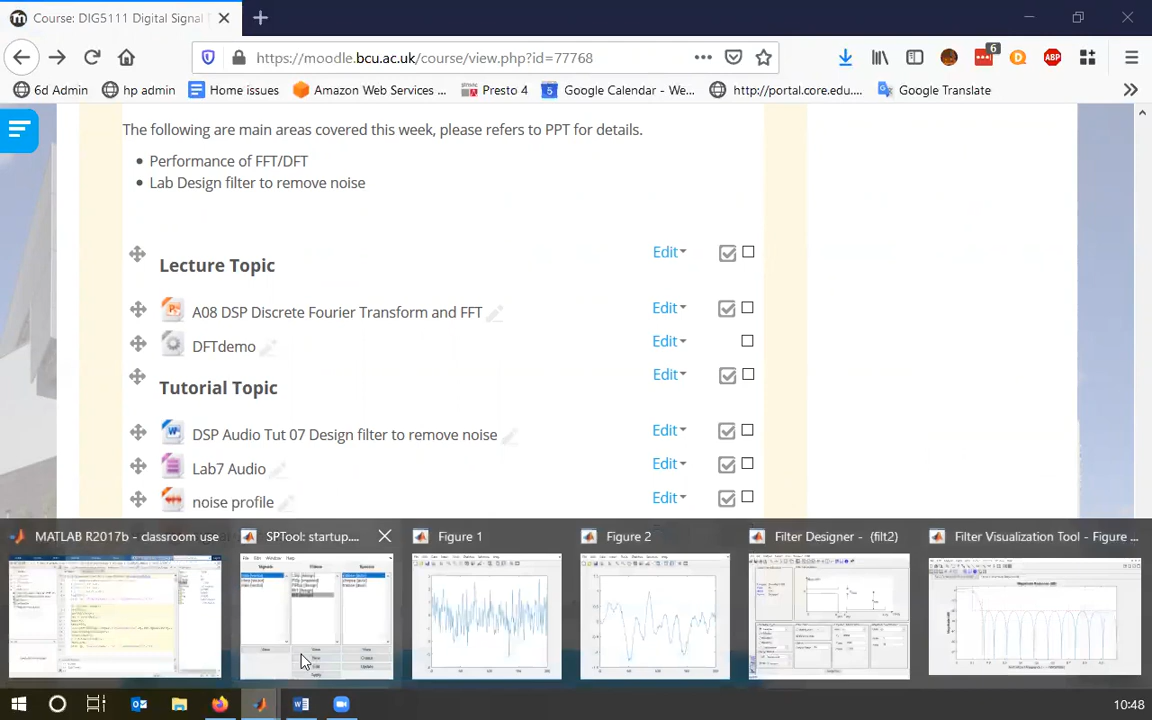 Course: DIG5111 Digital Signal
https://moodle.bcu.ac.uk/course/view.php?id=77768
6
ABP
6d Admin
hp admin
Home issues
Amazon Web Services ...
Presto 4
Google Calendar - We...
http://portal.core.edu....
Google Translate
The following are main areas covered this week, please refers to PPT for details.
Performance of FFT/DFT
Lab Design filter to remove noise
Lecture Topic
Edit
A08 DSP Discrete Fourier Transform and FFT
Edit
DFTdemo
Edit
Tutorial Topic
Edit
DSP Audio Tut 07 Design filter to remove noise
Edit
Lab7 Audio
Edit
noise profile
Edit
MATLAB R2017b - classroom use
SPTool: startup....
Figure 1
Figure 2
Filter Designer - (filt2)
Filter Visualization Tool - Figure ...
10:48